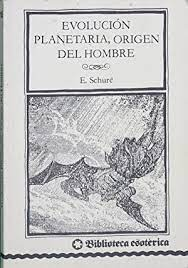 EVOLUCIÓN
PLANETARIA, ORIGEN
DEL HOMBRE
E. Schuré
Biblioteca esotérica